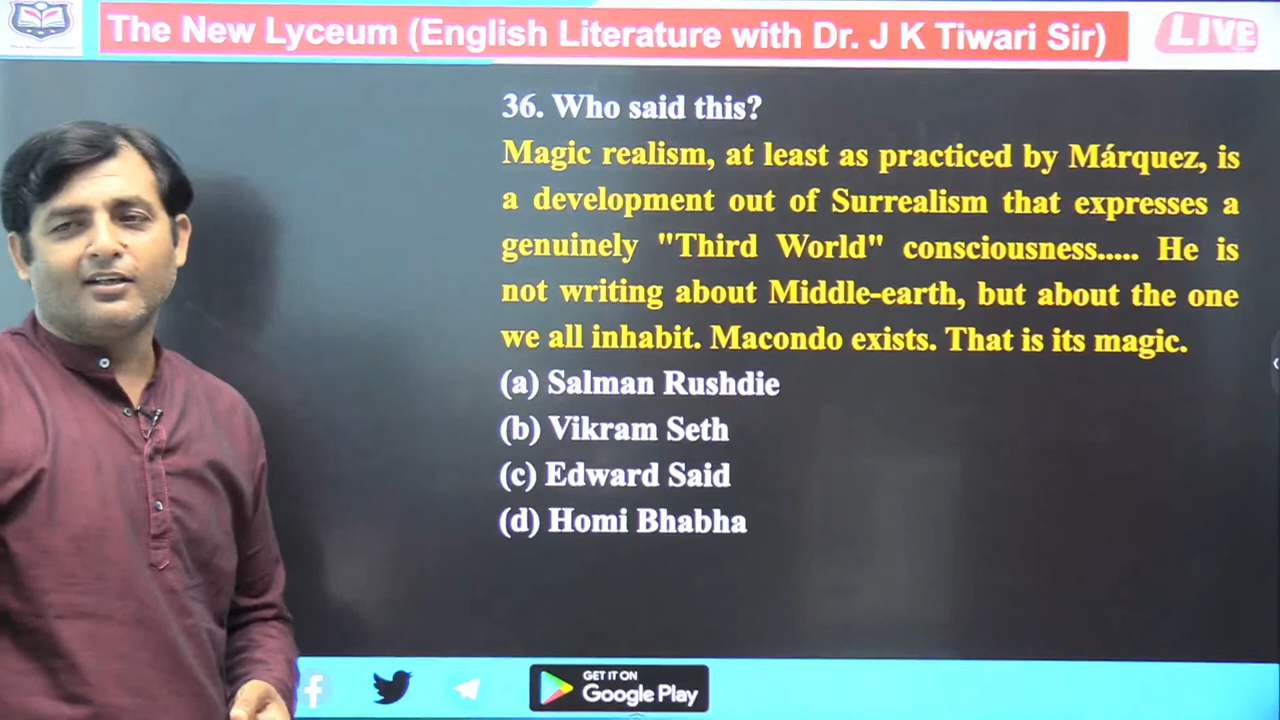 The New Lyceum (English Literature with Dr. J K Tiwari Sir)
LIVE
36. Who said this?
Magic realism, at least as practiced by Márquez, is
a development out of Surrealism that expresses a
genuinely "Third World" consciousness..... He is
not writing about Middle-earth, but about the one
we all inhabit. Macondo exists. That is its magic.
(a) Salman Rushdie
(b) Vikram Seth
(c) Edward Said
(d) Homi Bhabha
GET IT ON
Google Play